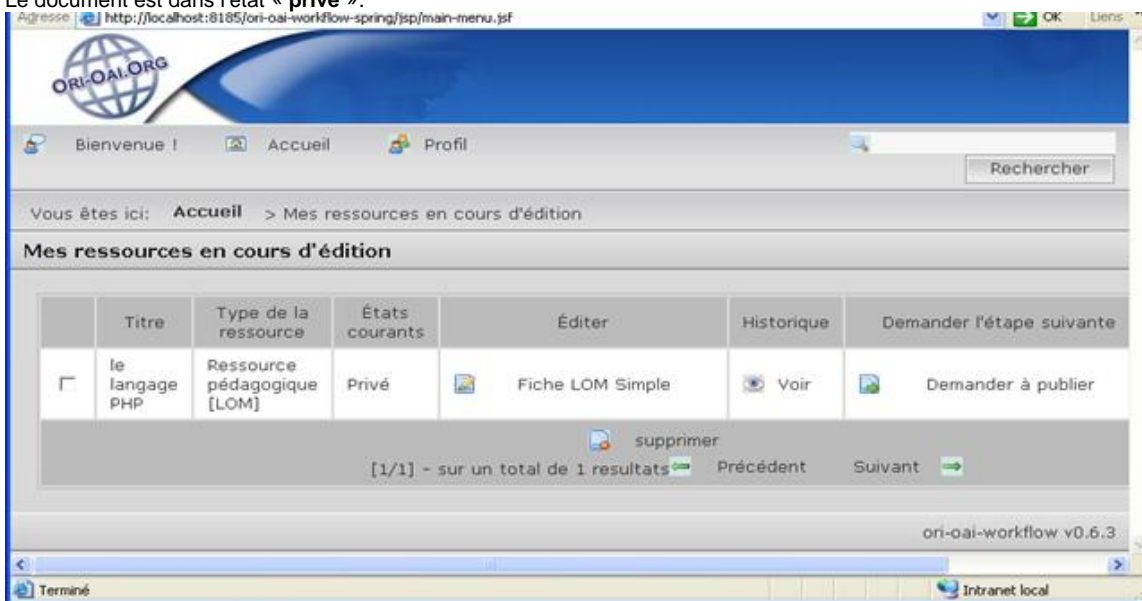 Le document est dans l'état « privé ».
Adresse http://localhost:8185/ori-oai-workflow-spring/jsp/main-menu.jsf OK Liens
ORI-OAI.ORG
Bienvenue ! Accueil Profil
Rechercher
Vous êtes ici: Accueil > Mes ressources en cours d'édition
Mes ressources en cours d'édition
Titre Type de la ressource États courants Éditer Historique Demander l'étape suivante
le langage PHP Ressource pédagogique [LOM] Privé Fiche LOM Simple Voir Demander à publier
supprimer
[1/1] - sur un total de 1 resultats Précédent Suivant
ori-oai-workflow v0.6.3
Terminé Intranet local